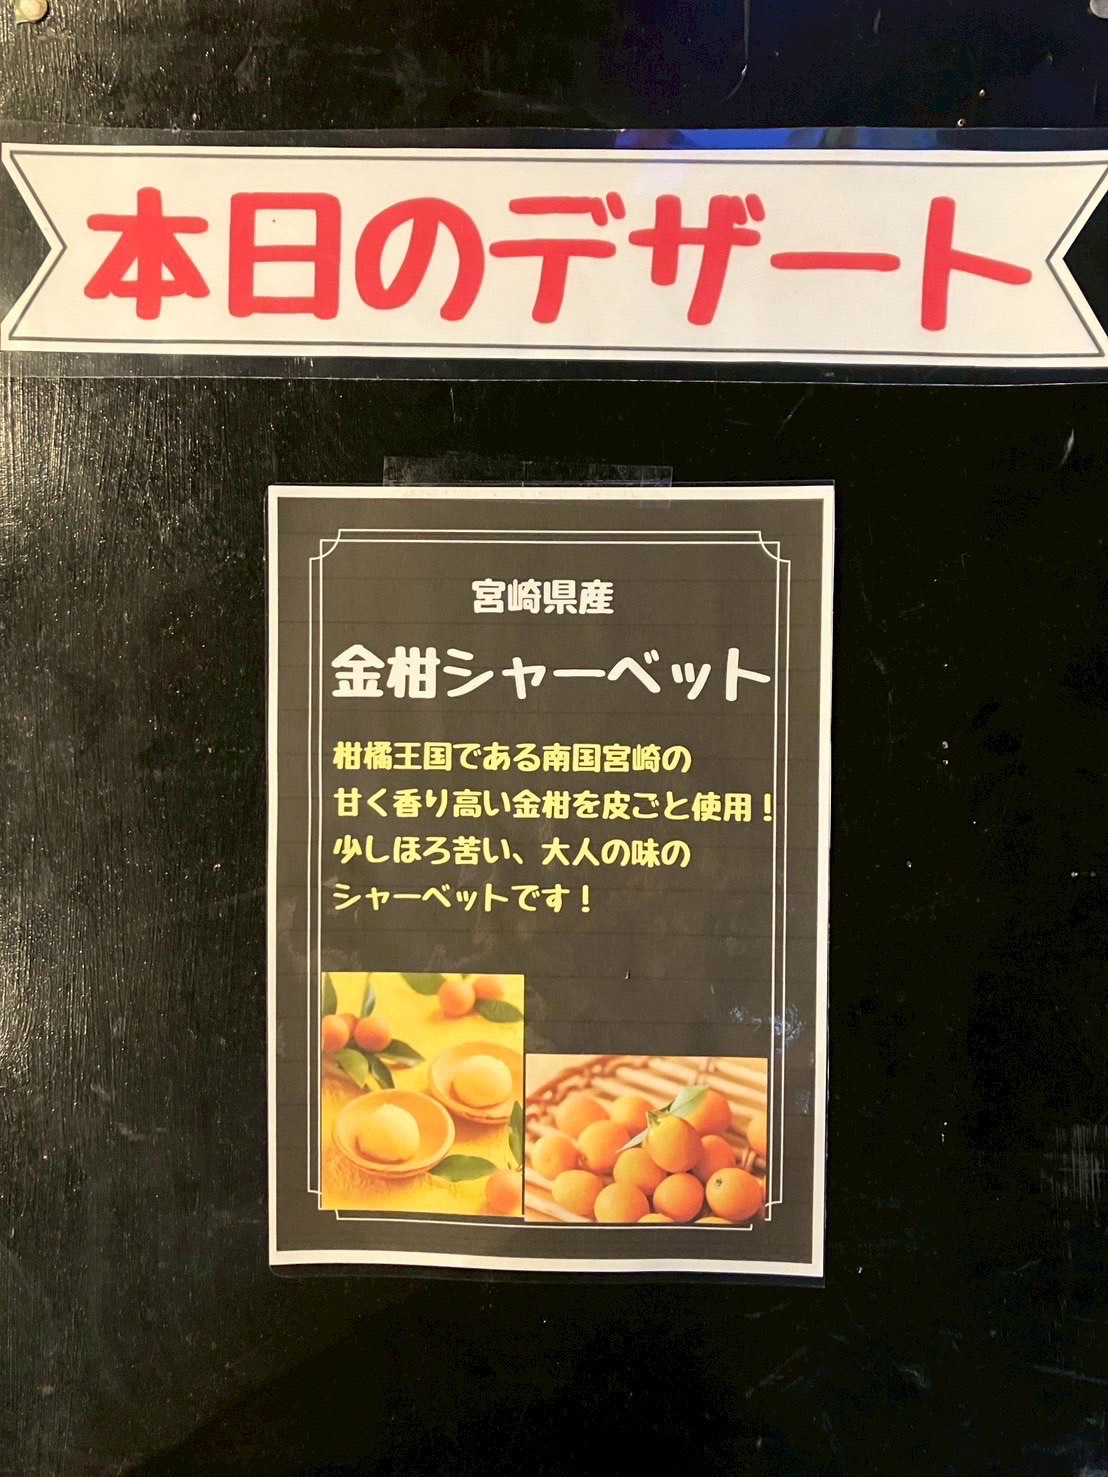 本日のデザート
宮崎県産
金柑シャーベット
柑橘王国である南国宮崎の
甘く香り高い金柑を皮ごと使用！
少しほろ苦い、大人の味の
シャーベットです！